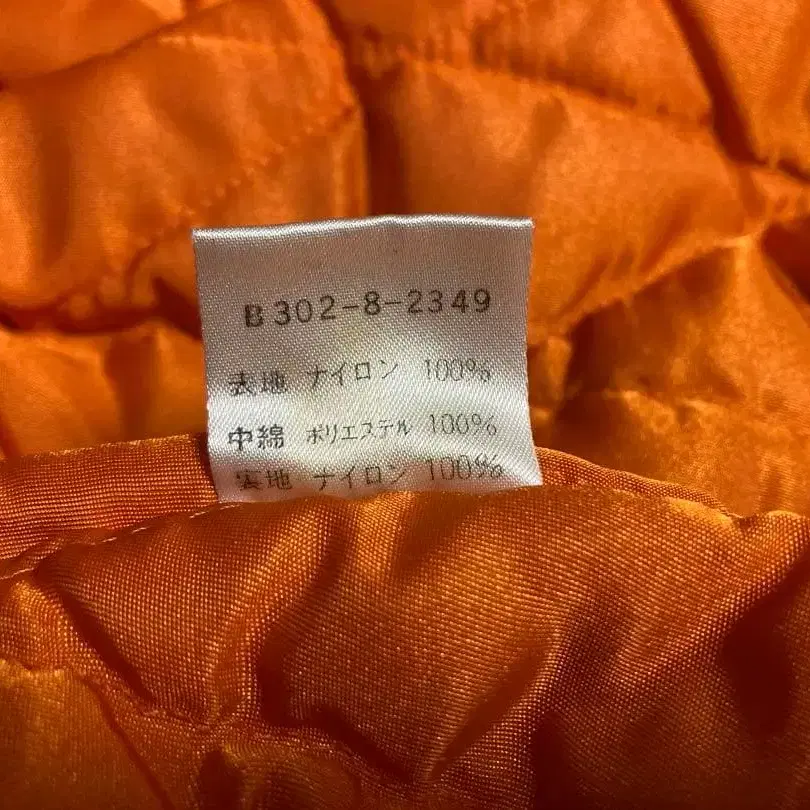 B302-8-2349
表地 ナイロン 100%
中綿 ポリエステル 100%
裏地 ナイロン 100%